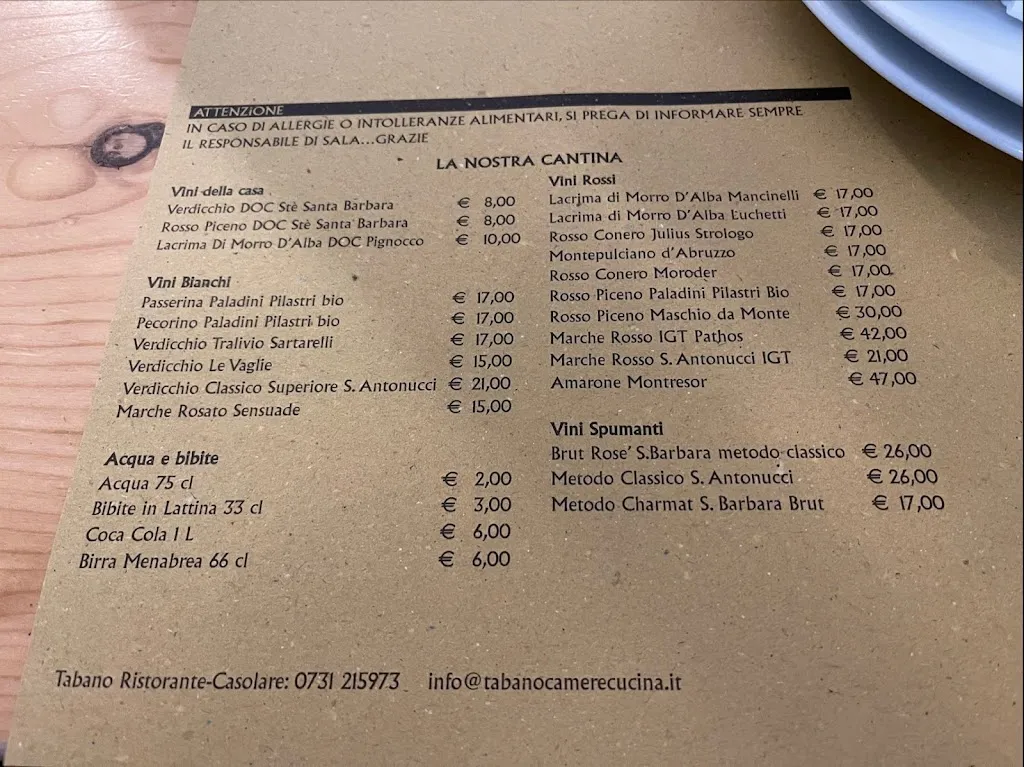 ATTENZIONE
IN CASO DI ALLERGIE O INTOLLERANZE ALIMENTARI, SI PREGA DI INFORMARE SEMPRE
IL RESPONSABILE DI SALA...GRAZIE
LA NOSTRA CANTINA
Vini della casa
Verdicchio DOC Stè Santa Barbara € 8,00
Rosso Piceno DOC Stè Santa Barbara € 8,00
Lacrima Di Morro D'Alba DOC Pignocco € 10,00
Vini Bianchi
Passerina Paladini Pilastri bio € 17,00
Pecorino Paladini Pilastri bio € 17,00
Verdicchio Tralivio Sartarelli € 17,00
Verdicchio Le Vaglie € 15,00
Verdicchio Classico Superiore S. Antonucci € 21,00
Marche Rosato Sensuade € 15,00
Acqua e bibite
Acqua 75 cl € 2,00
Bibite in Lattina 33 cl € 3,00
Coca Cola 1 L € 6,00
Birra Menabrea 66 cl € 6,00
Vini Rossi
Lacrima di Morro D'Alba Mancinelli € 17,00
Lacrima di Morro D'Alba Luchetti € 17,00
Rosso Conero Julius Strologo € 17,00
Montepulciano d'Abruzzo € 17,00
Rosso Conero Moroder € 17,00
Rosso Piceno Paladini Pilastri Bio € 17,00
Rosso Piceno Maschio da Monte € 30,00
Marche Rosso IGT Pathos € 42,00
Marche Rosso S. Antonucci IGT € 21,00
Amarone Montresor € 47,00
Vini Spumanti
Brut Rose' S.Barbara metodo classico € 26,00
Metodo Classico S. Antonucci € 26,00
Metodo Charmat S. Barbara Brut € 17,00
Tabano Ristorante-Casolare: 0731 215973 info@tabanocamerecucina.it